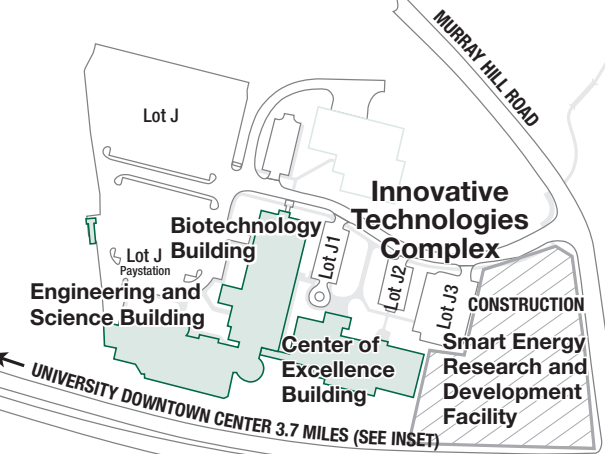 MURRAY HILL ROAD
Lot J
Innovative
Technologies
Complex
Biotechnology
Building
Lot J1
Lot J2
Lot J3
Lot J
Paystation
Engineering and
Science Building
CONSTRUCTION
Center of
Excellence
Building
Smart Energy
Research and
Development
Facility
UNIVERSITY DOWNTOWN CENTER 3.7 MILES (SEE INSET)